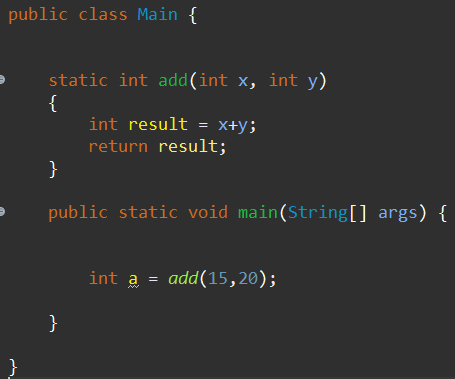 public class Main {
static int add(int x, int y)
{
int result = x+y;
return result;
}
public static void main(String[] args) {
int a = add(15,20);
}
}